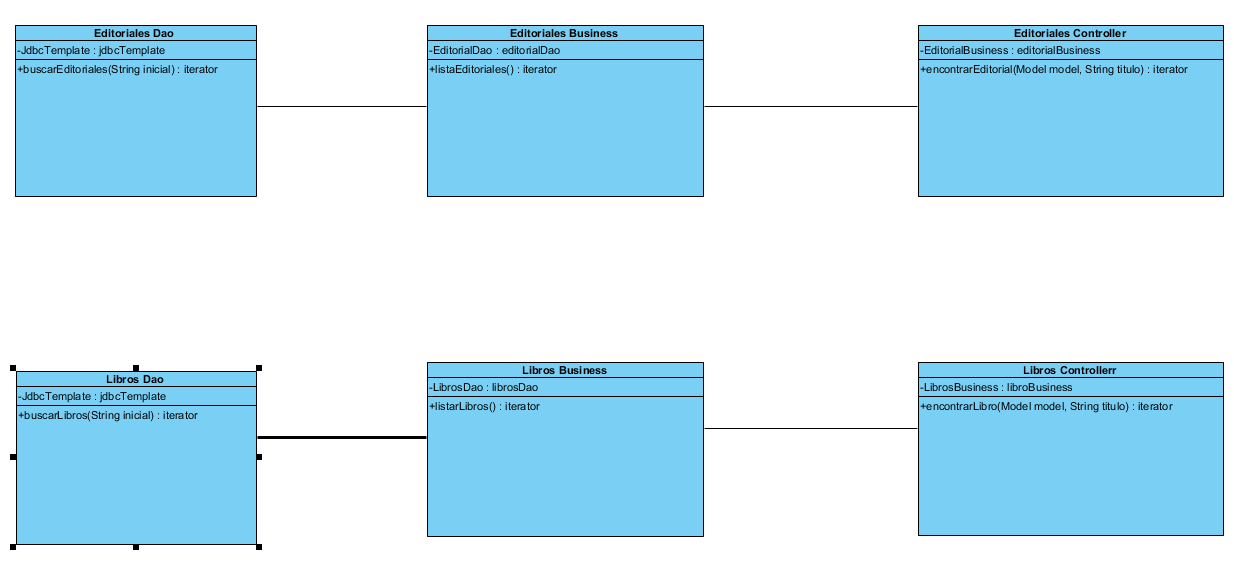 Editoriales Dao
-JdbcTemplate : jdbcTemplate
+buscarEditoriales(String inicial) : iterator
Editoriales Business
-EditorialDao : editorialDao
+listaEditoriales() : iterator
Editoriales Controller
-EditorialBusiness : editorialBusiness
+encontrarEditorial(Model model, String titulo) : iterator
Libros Dao
-JdbcTemplate : jdbcTemplate
+buscarLibros(String inicial) : iterator
Libros Business
-LibrosDao : librosDao
+listarLibros() : iterator
Libros Controllerr
-LibrosBusiness : libroBusiness
+encontrarLibro(Model model, String titulo) : iterator